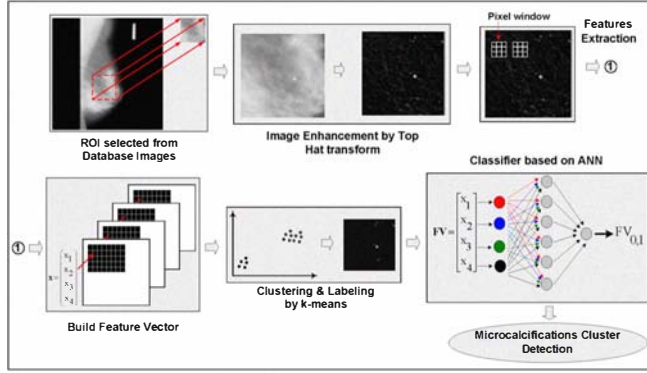 Pixel window
Features
Extraction
①
ROI selected from
Database Images
Image Enhancement by Top
Hat transform
Classifier based on ANN
①
x =
x1
x2
x3
x4
Build Feature Vector
Clustering & Labeling
by k-means
FV =
x1
x2
x3
x4
FV0,1
Microcalcifications Cluster
Detection